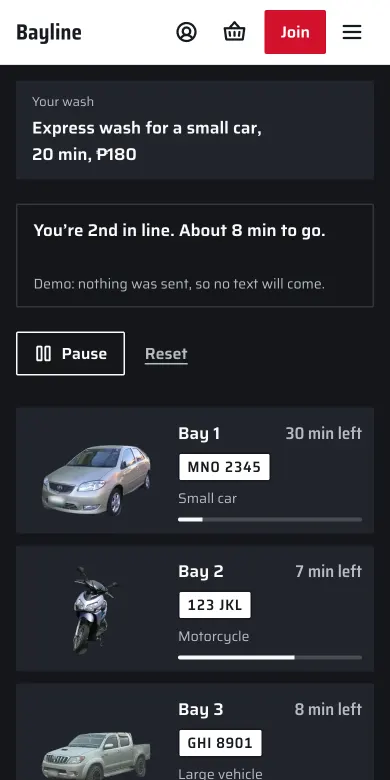 Bayline
Join
Your wash
Express wash for a small car,
20 min, ₱180
You’re 2nd in line. About 8 min to go.
Demo: nothing was sent, so no text will come.
Pause
Reset
Bay 1
30 min left
MNO 2345
Small car
Bay 2
7 min left
123 JKL
Motorcycle
Bay 3
8 min left
GHI 8901
Large vehicle